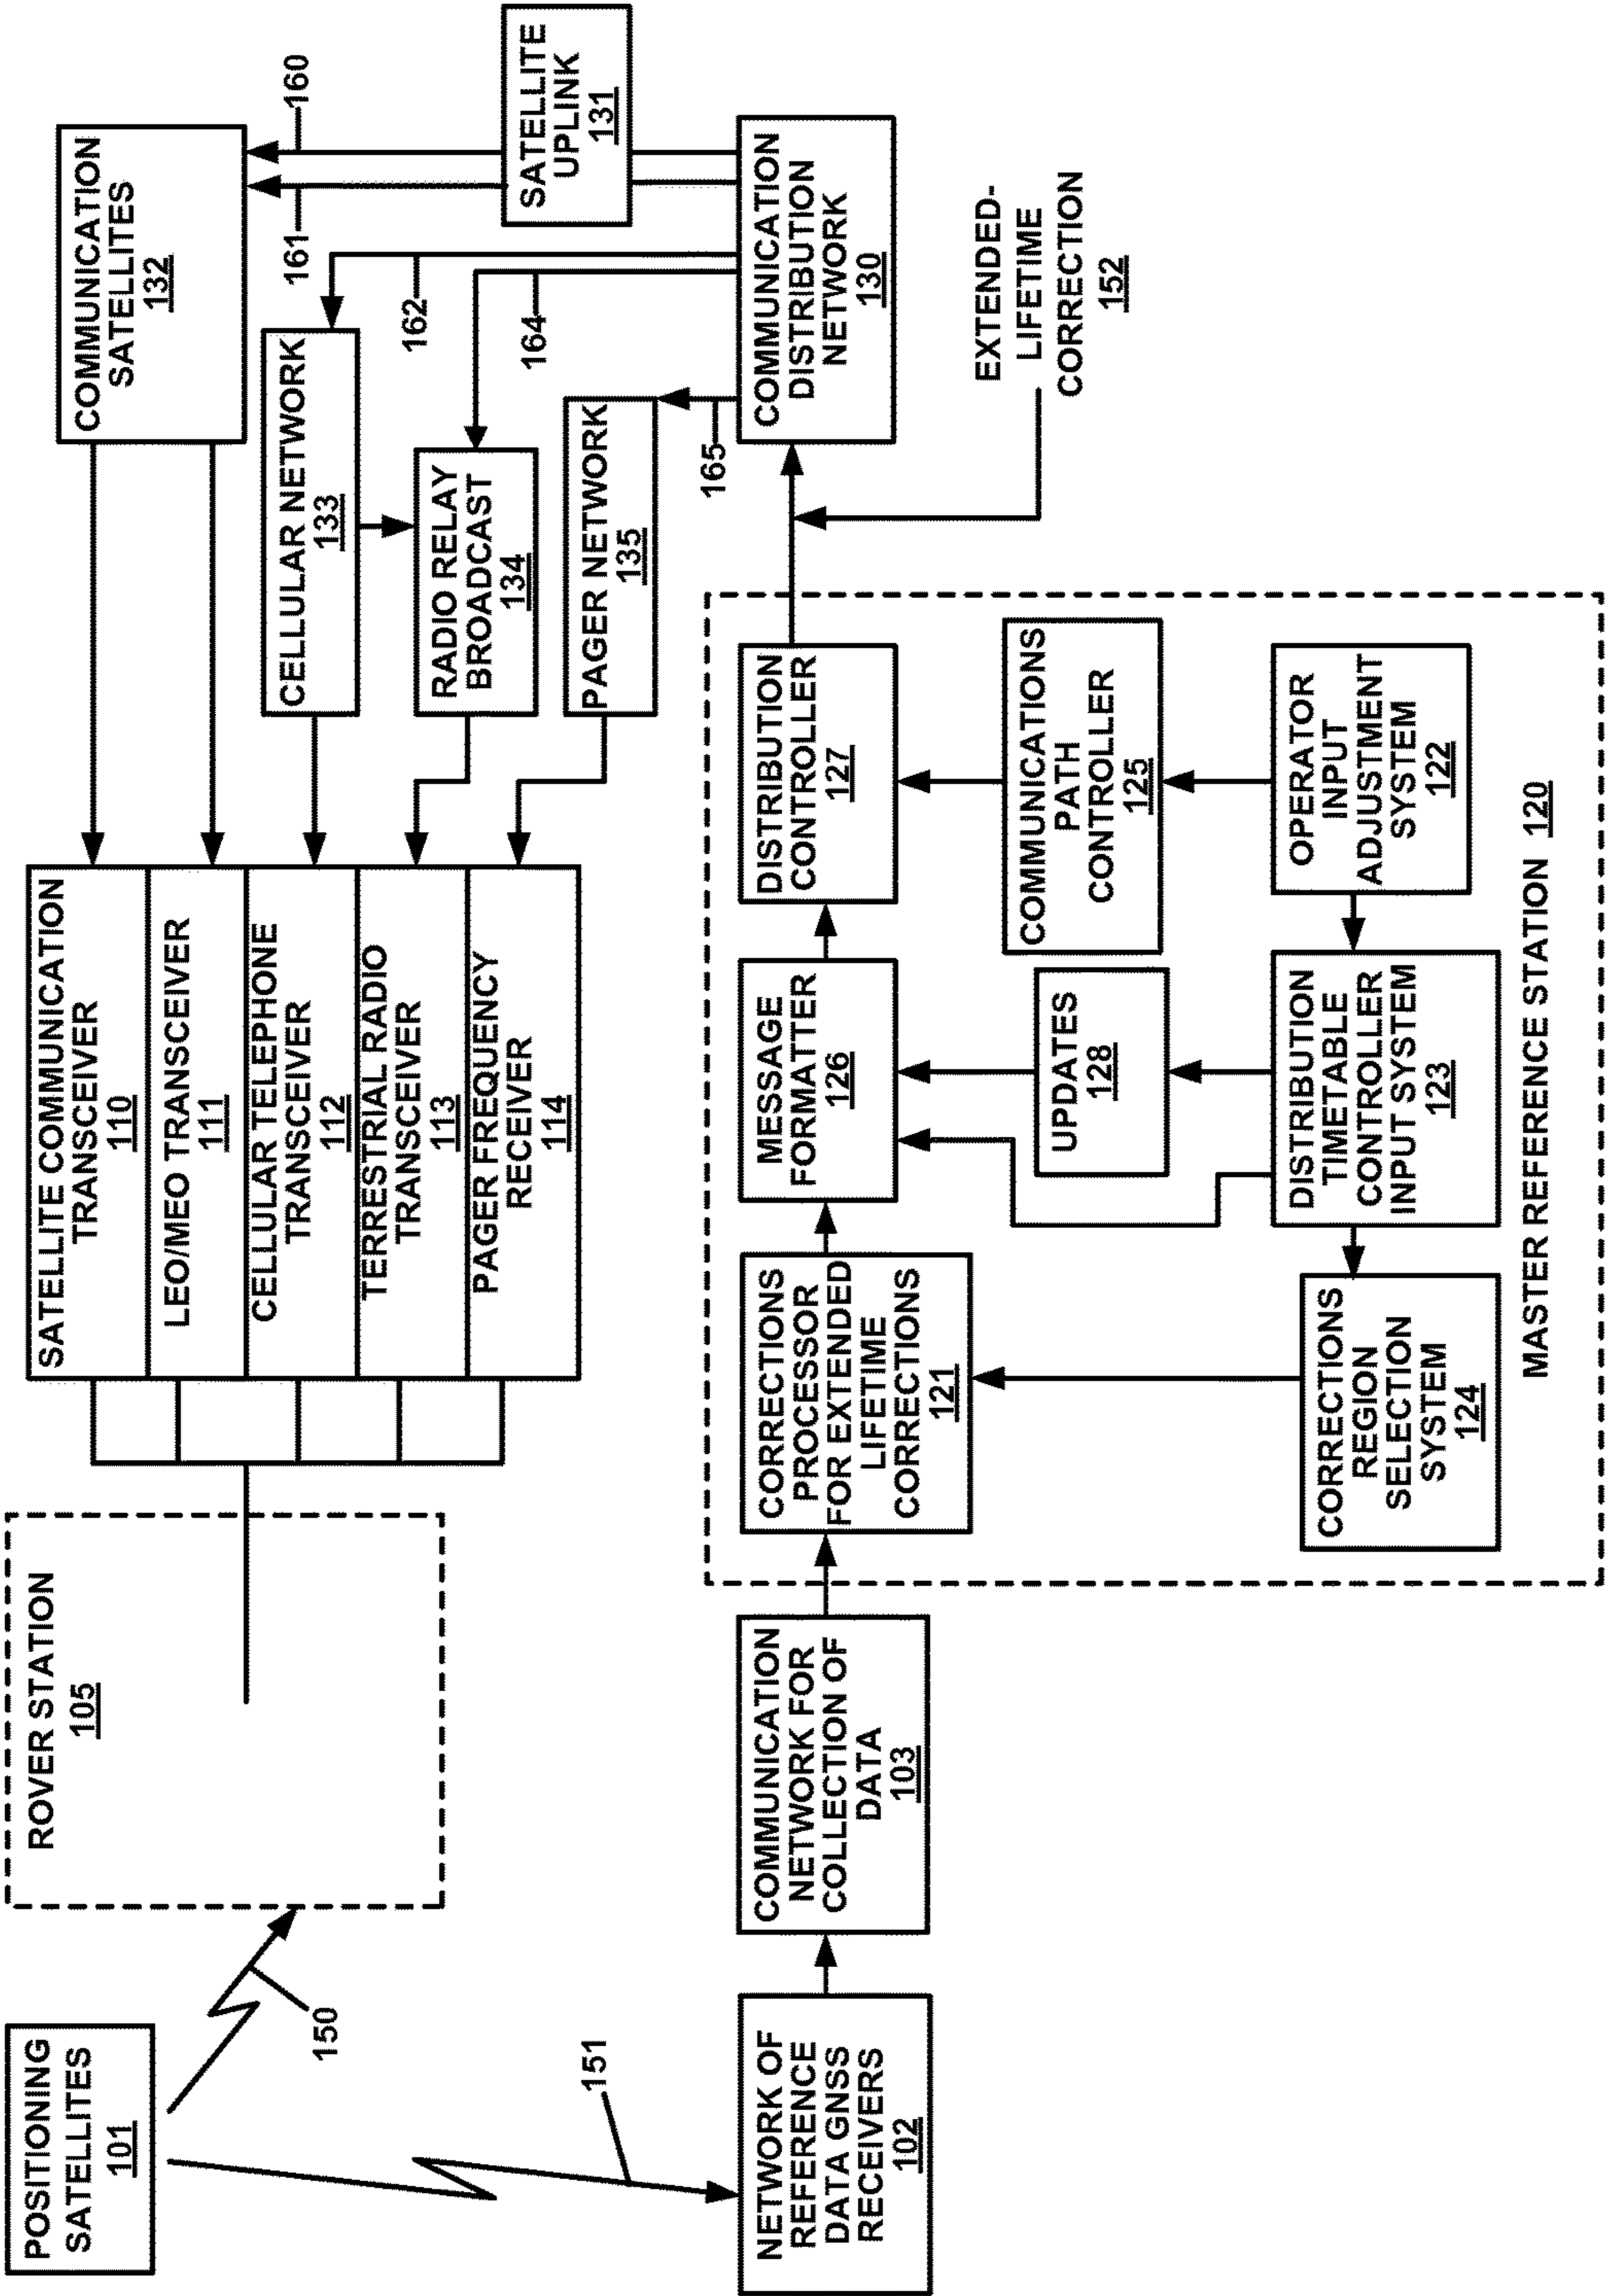 POSITIONING
SATELLITES
101
150
151
ROVER STATION
105
SATELLITE COMMUNICATION
TRANSCEIVER
110
LEO/MEO TRANSCEIVER
111
CELLULAR TELEPHONE
TRANSCEIVER
112
TERRESTRIAL RADIO
TRANSCEIVER
113
PAGER FREQUENCY
RECEIVER
114
COMMUNICATION
SATELLITES
132
CELLULAR NETWORK
133
RADIO RELAY
BROADCAST
134
PAGER NETWORK
135
160
161
162
164
165
SATELLITE
UPLINK
131
COMMUNICATION
DISTRIBUTION
NETWORK
130
EXTENDED-
LIFETIME
CORRECTION
152
NETWORK OF
REFERENCE
DATA GNSS
RECEIVERS
102
COMMUNICATION
NETWORK FOR
COLLECTION OF
DATA
103
CORRECTIONS
PROCESSOR
FOR EXTENDED
LIFETIME
CORRECTIONS
121
MESSAGE
FORMATTER
126
DISTRIBUTION
CONTROLLER
127
UPDATES
128
COMMUNICATIONS
PATH
CONTROLLER
125
CORRECTIONS
REGION
SELECTION
SYSTEM
124
DISTRIBUTION
TIMETABLE
CONTROLLER
INPUT SYSTEM
123
OPERATOR
INPUT
ADJUSTMENT
SYSTEM
122
MASTER REFERENCE STATION 120